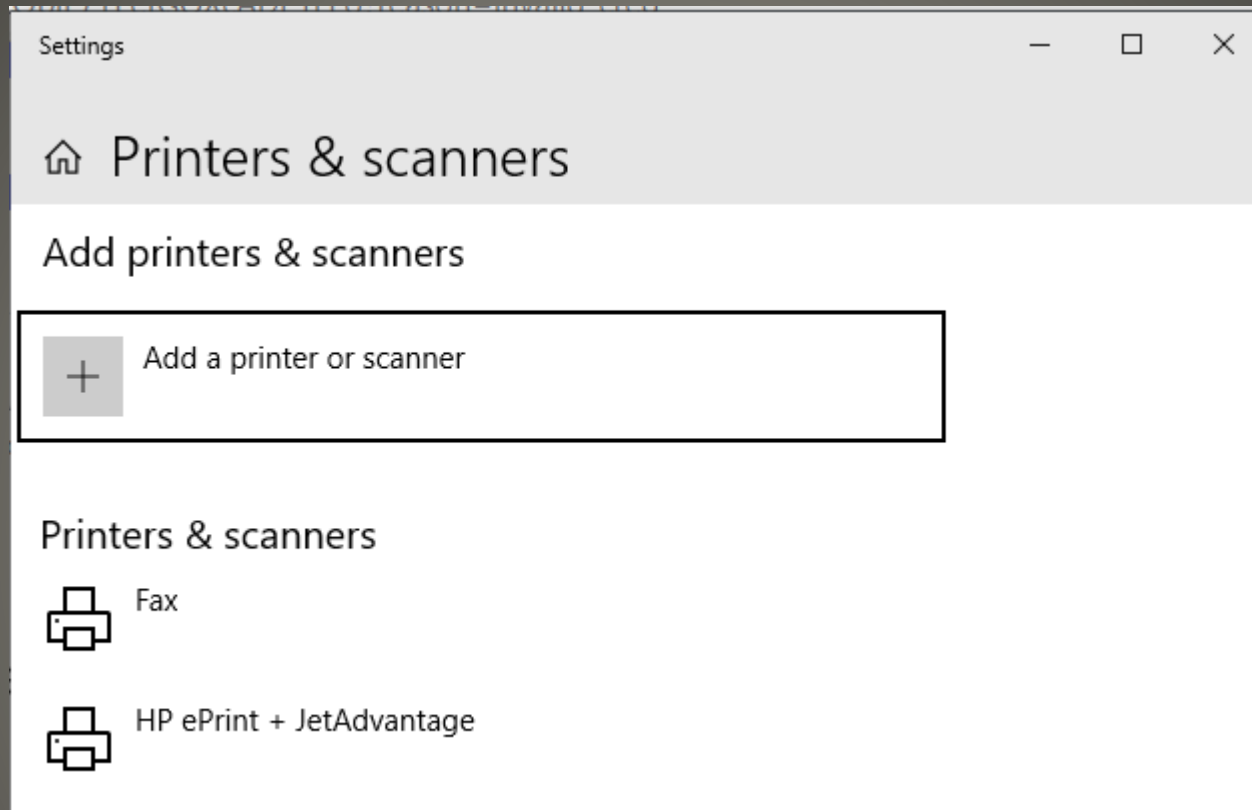 Settings
Printers & scanners
Add printers & scanners
Add a printer or scanner
Printers & scanners
Fax
HP ePrint + JetAdvantage